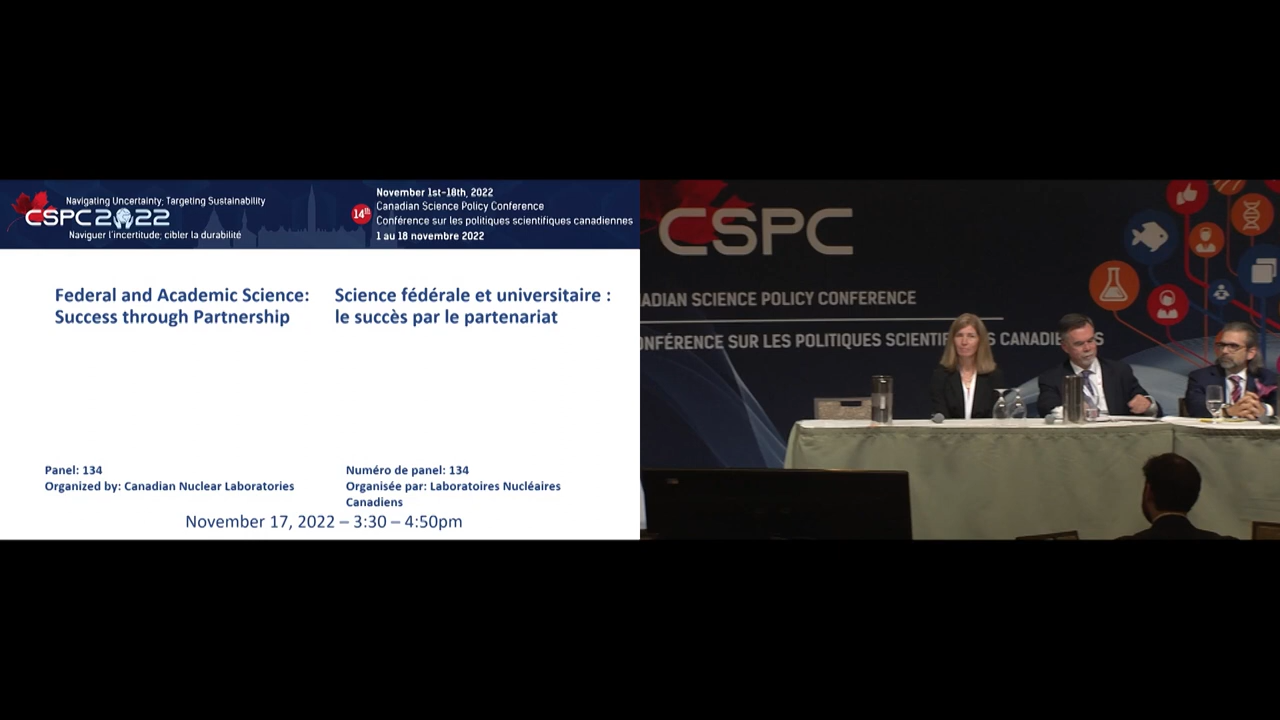 Navigating Uncertainty; Targeting Sustainability
CSPC2022
Naviguer l'incertitude; cibler la durabilité
14th
November 1st-18th, 2022
Canadian Science Policy Conference
Conférence sur les politiques scientifiques canadiennes
1 au 18 novembre 2022
Federal and Academic Science:
Success through Partnership
Science fédérale et universitaire :
le succès par le partenariat
Panel: 134
Organized by: Canadian Nuclear Laboratories
Numéro de panel: 134
Organisée par: Laboratoires Nucléaires
Canadiens
November 17, 2022 – 3:30 – 4:50pm
CSPC
ADIAN SCIENCE POLICY CONFERENCE
ONFÉRENCE SUR LES POLITIQUES SCIENTIF S CANADIE S